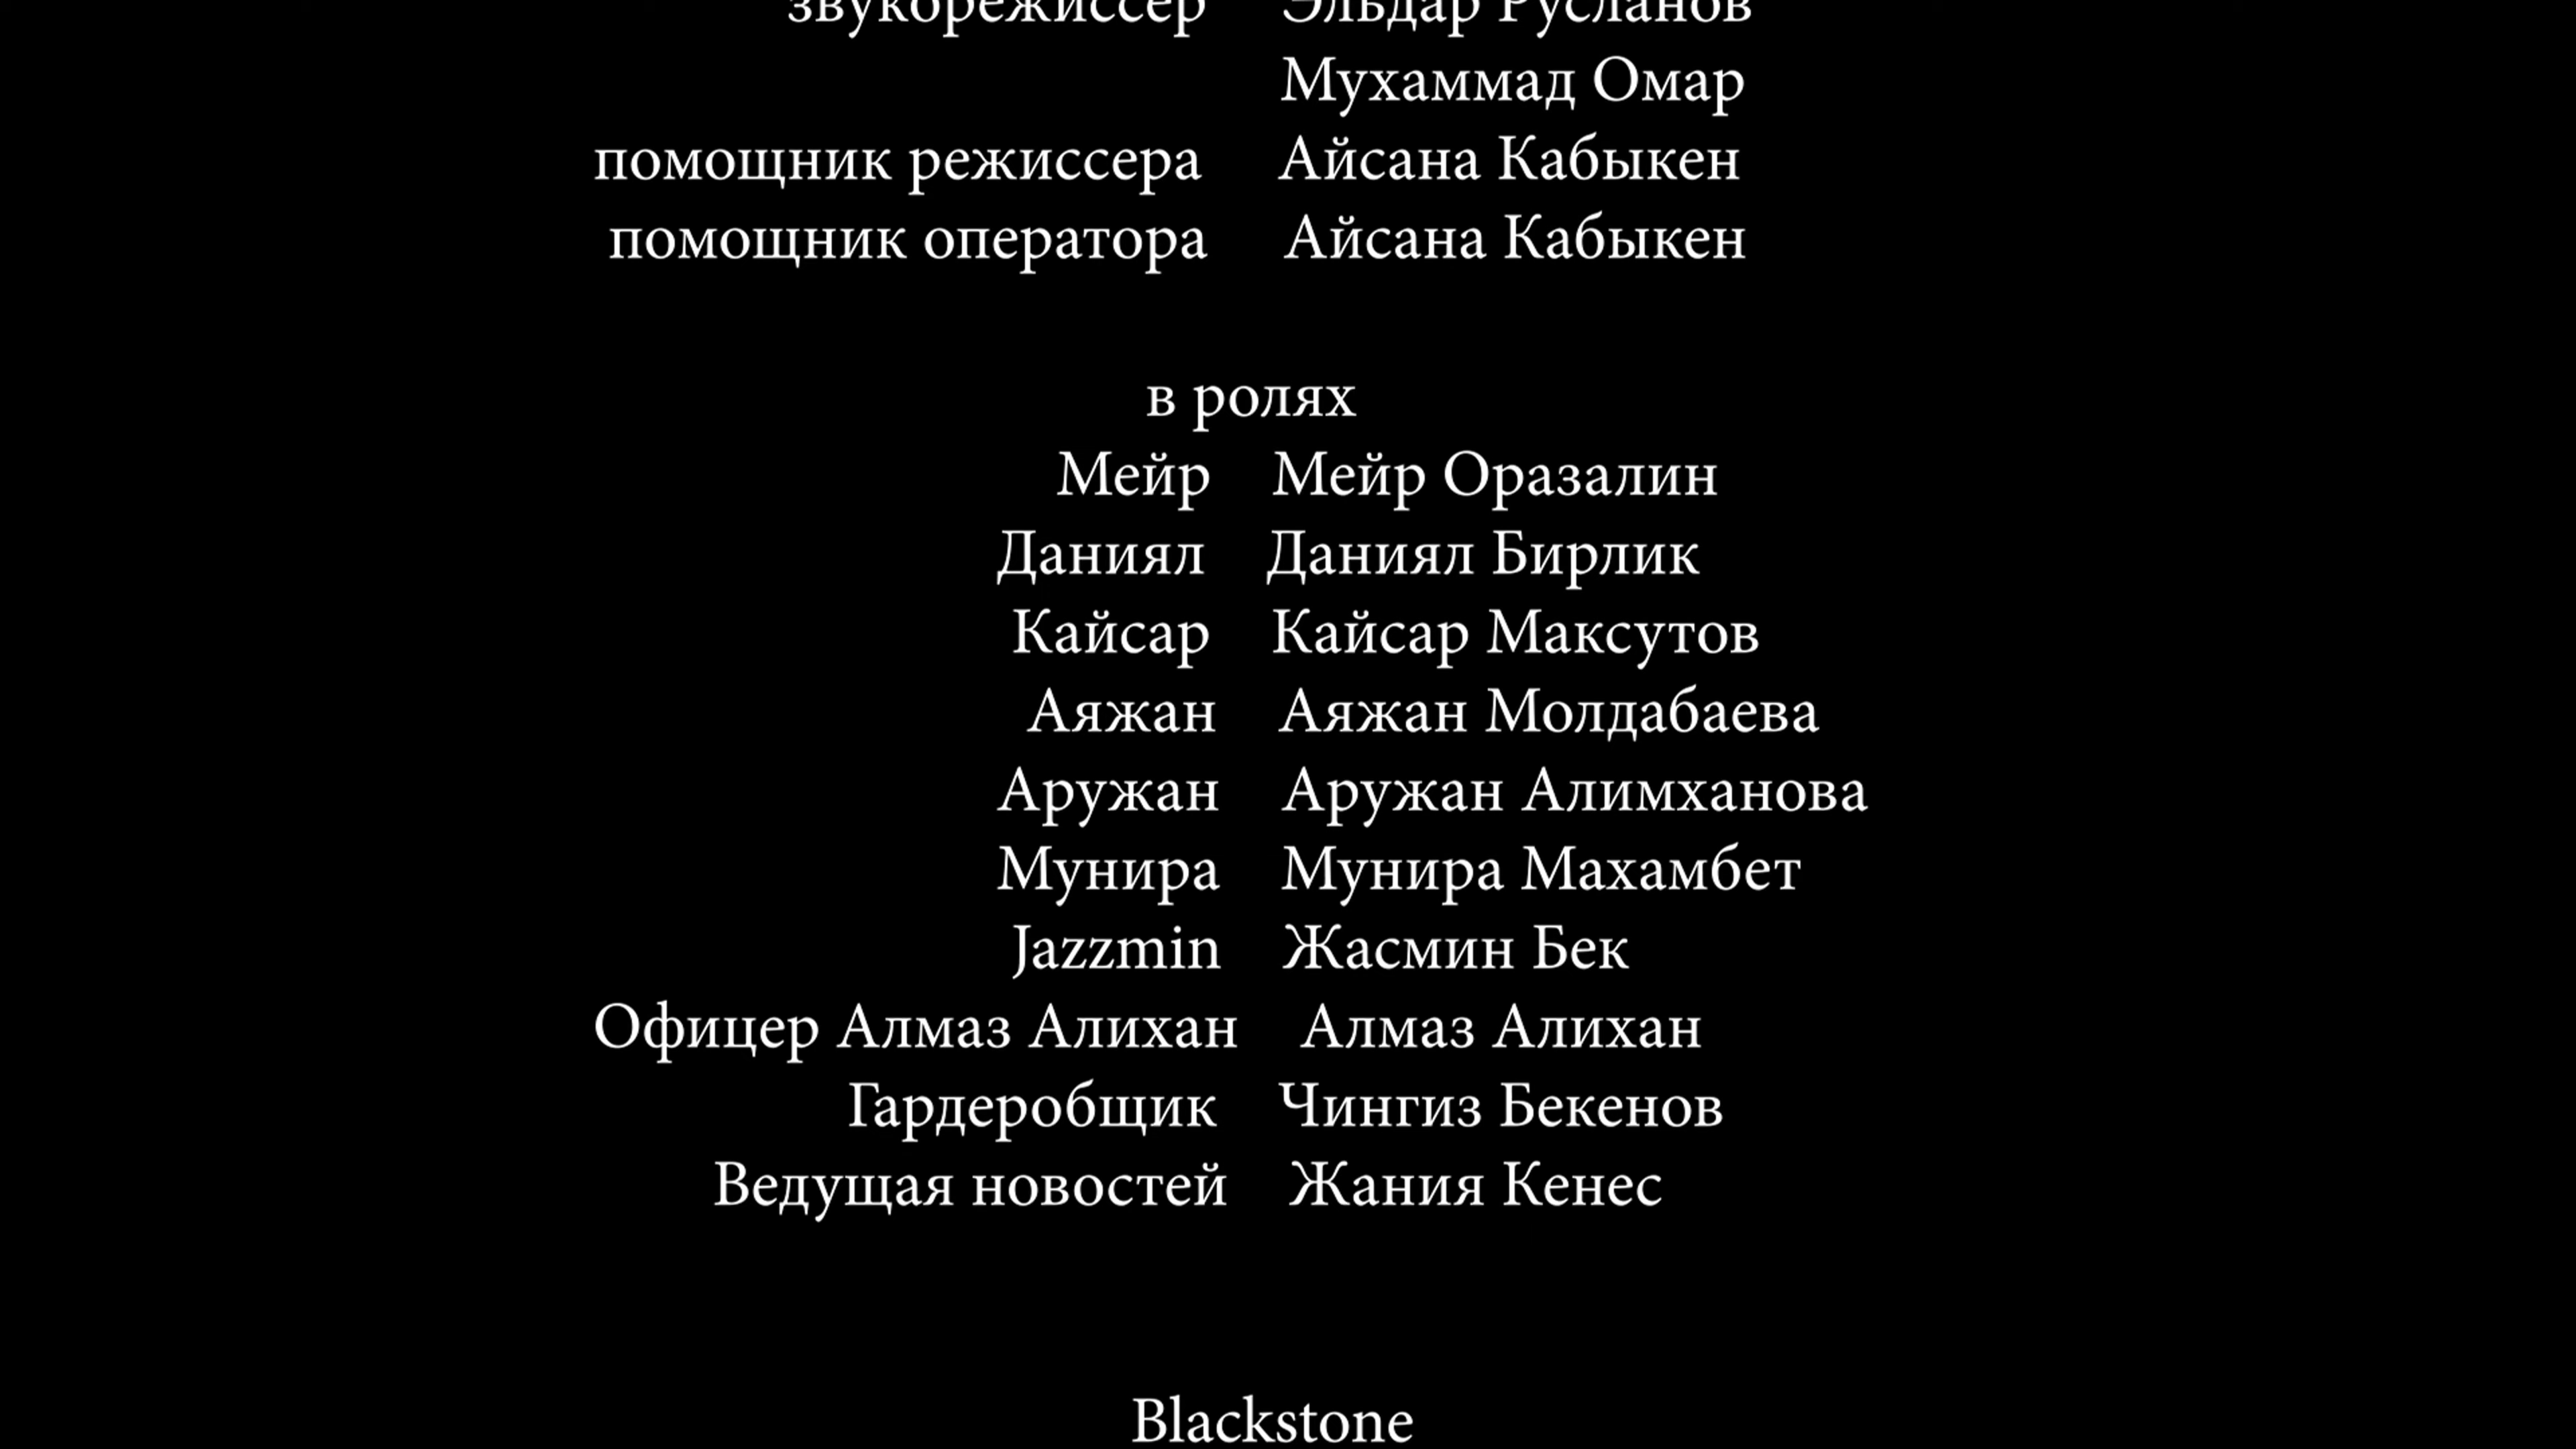 звукорежиссер Эльдар Русланов
Мухаммад Омар
помощник режиссера Айсана Кабыкен
помощник оператора Айсана Кабыкен
в ролях
Мейр Мейр Оразалин
Даниял Даниял Бирлик
Кайсар Кайсар Максутов
Аяжан Аяжан Молдабаева
Аружан Аружан Алимханова
Мунира Мунира Махамбет
Jazzmin Жасмин Бек
Офицер Алмаз Алихан Алмаз Алихан
Гардеробщик Чингиз Бекенов
Ведущая новостей Жания Кенес
Blackstone